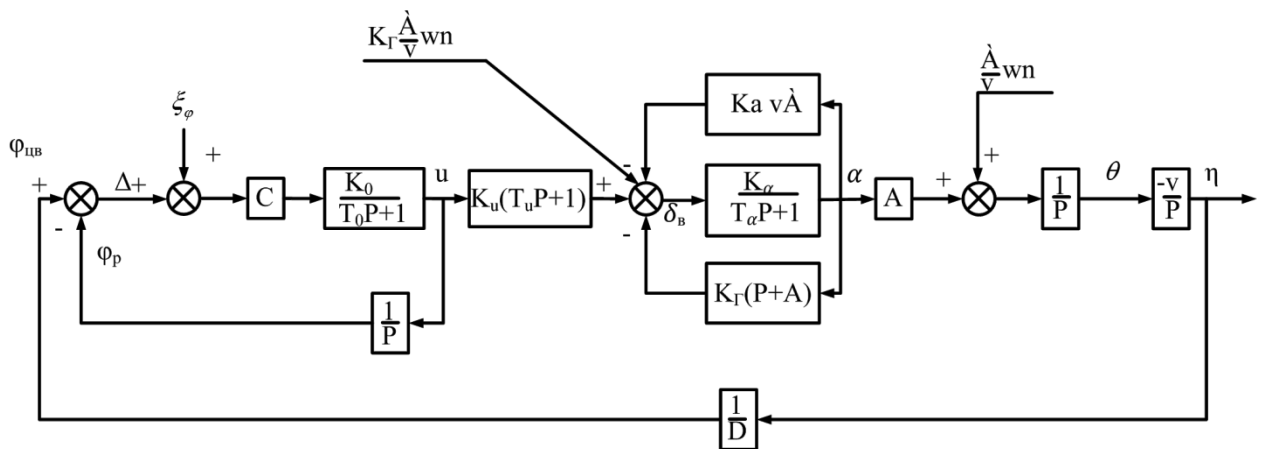 K_Г À/v wn
À/v wn
Ka vÀ
ξ_φ
φ_цв
+
+
-
+
+
Δ+
-
C
K_0/(T_0P+1)
u
K_u(T_uP+1)
+
-
δ_в
K_α/(T_αP+1)
α
A
+
1/P
θ
-v/P
η
φ_р
K_Г(P+A)
1/P
1/D